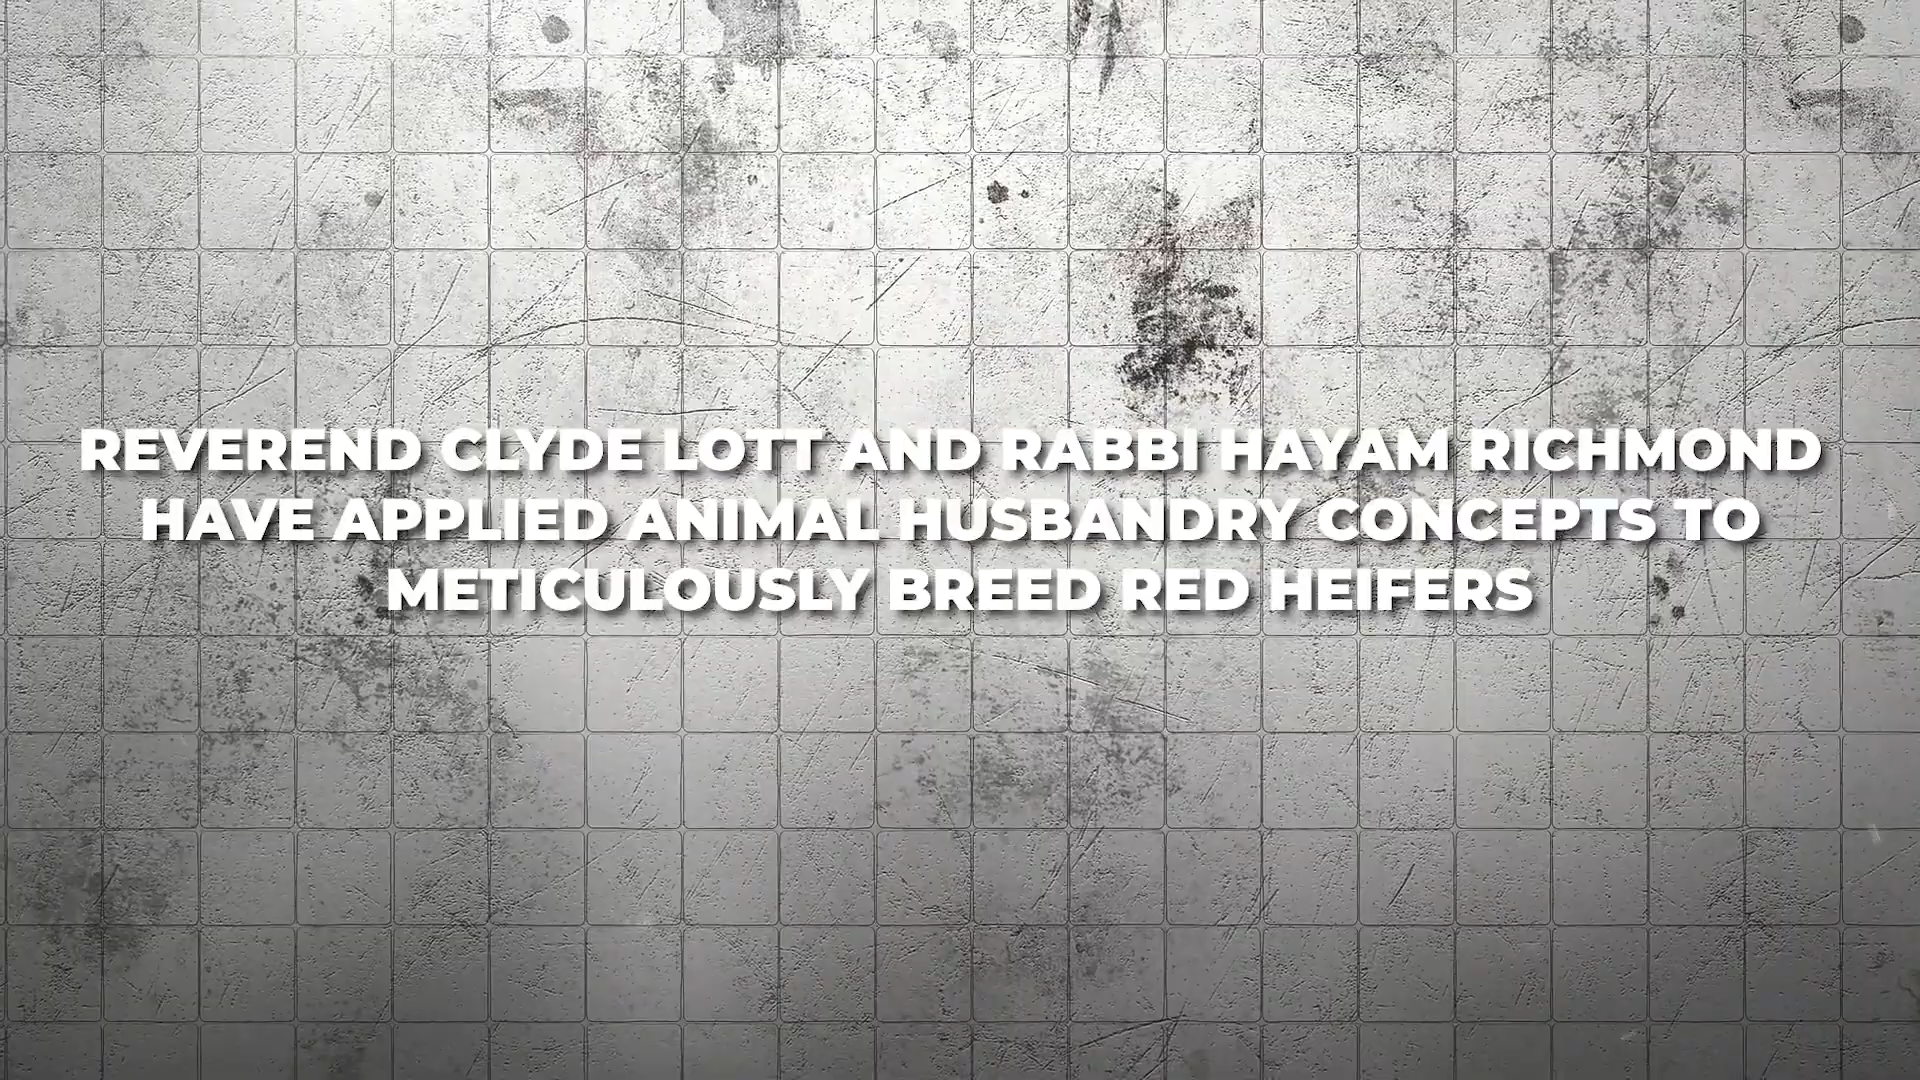 REVEREND CLYDE LOTT AND RABBI HAYAM RICHMOND
HAVE APPLIED ANIMAL HUSBANDRY CONCEPTS TO
METICULOUSLY BREED RED HEIFERS